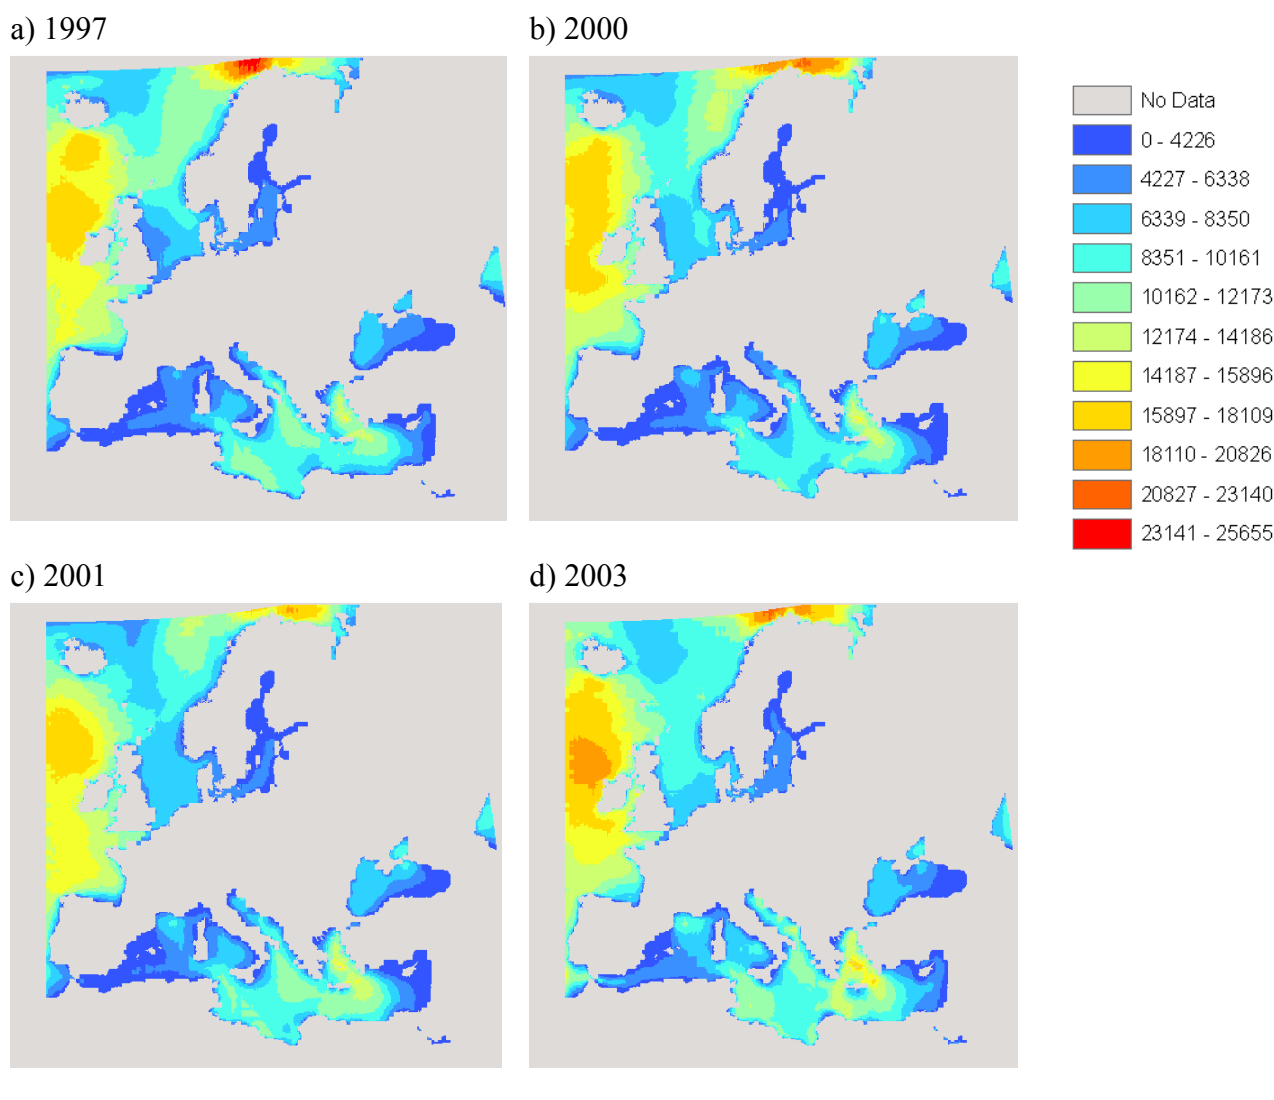 a) 1997
b) 2000
No Data
0 - 4226
4227 - 6338
6339 - 8350
8351 - 10161
10162 - 12173
12174 - 14186
14187 - 15896
15897 - 18109
18110 - 20826
20827 - 23140
23141 - 25655
c) 2001
d) 2003